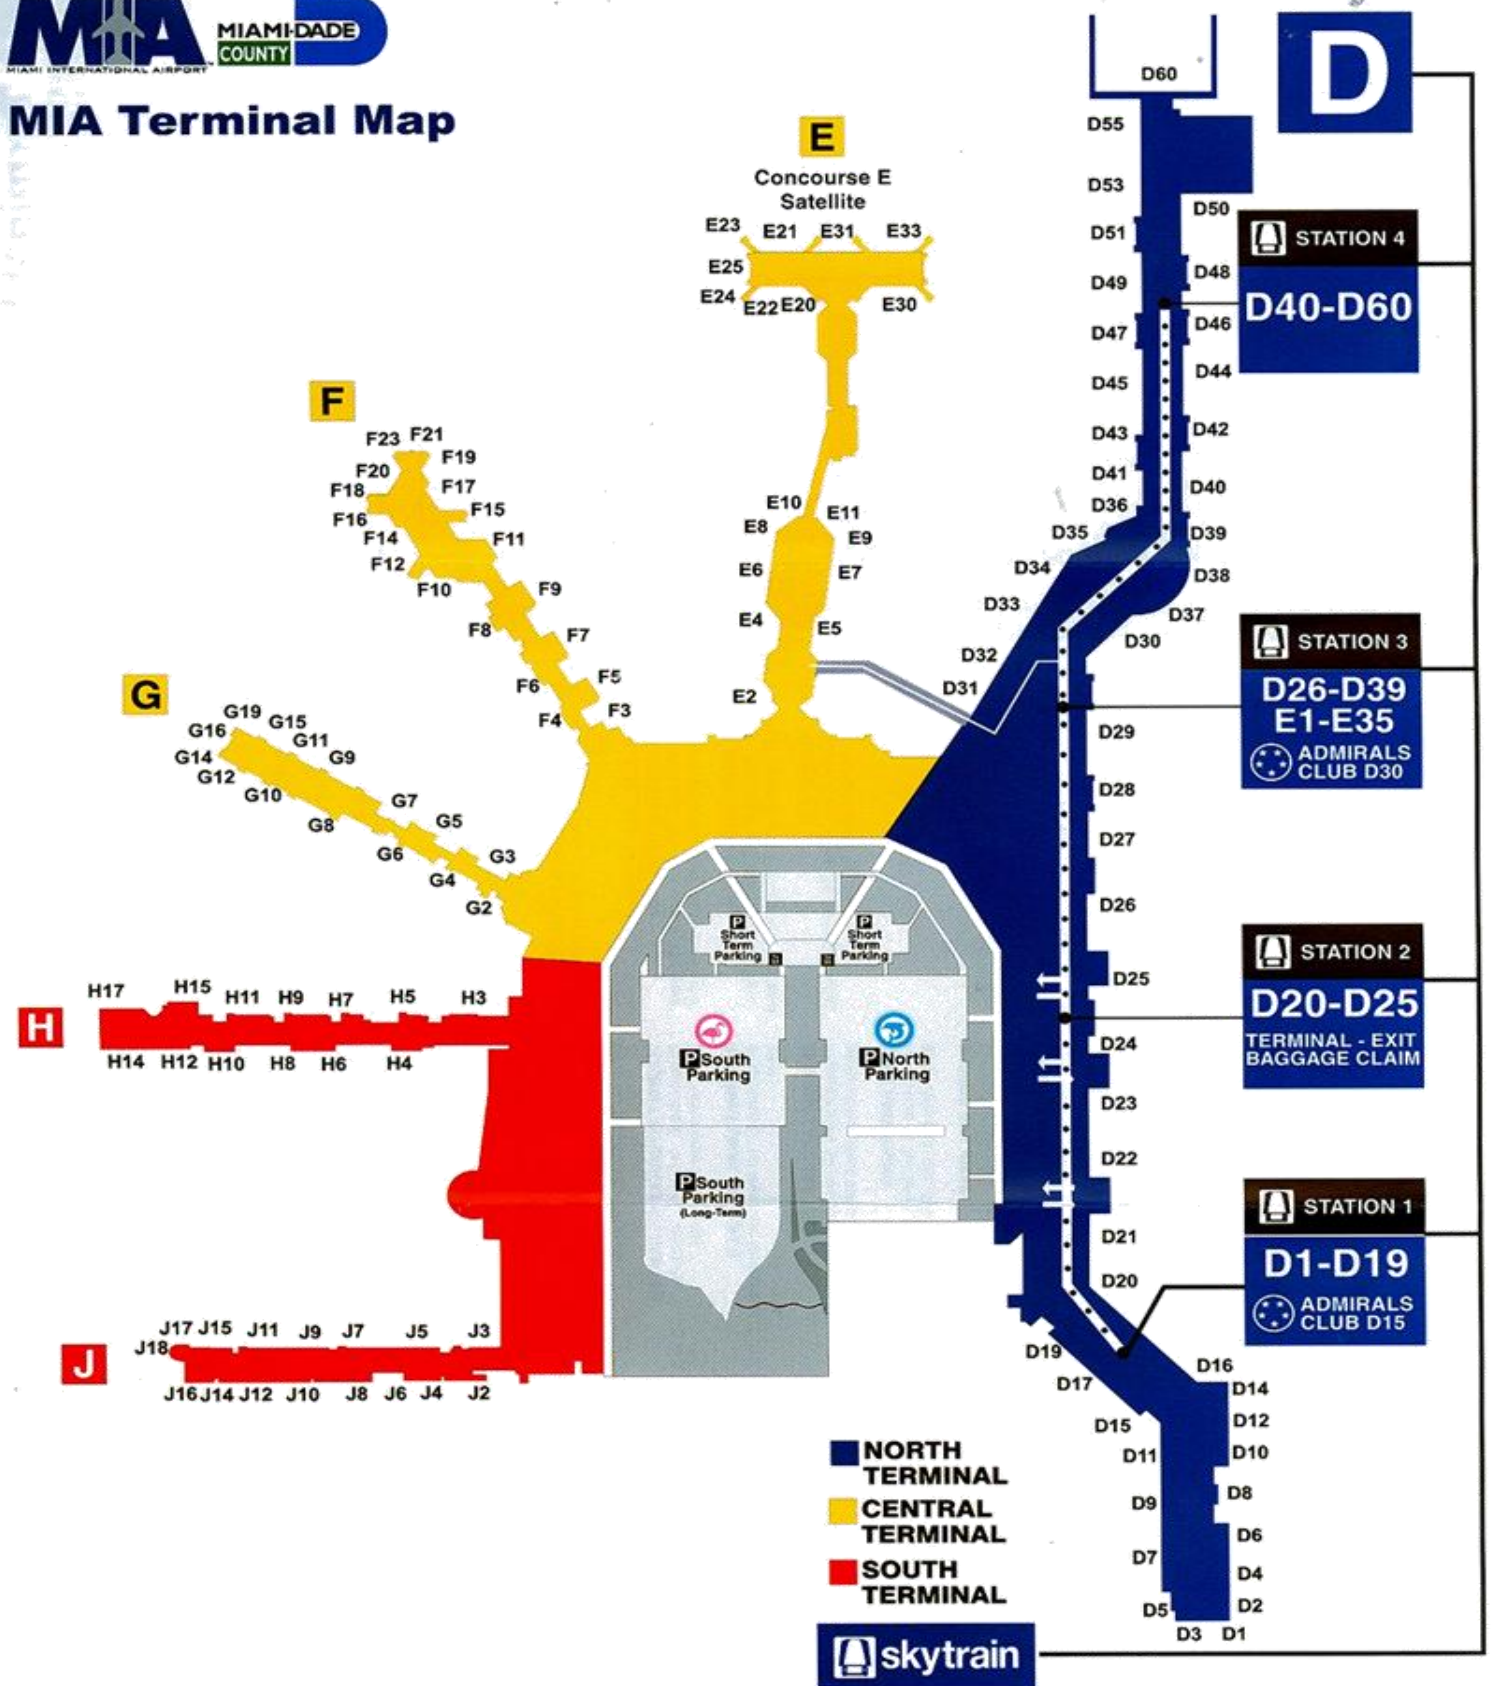 MIA
MIAMI INTERNATIONAL AIRPORT
MIAMI-DADE
COUNTY
MIA Terminal Map
D
D60
D55
D53
D50
D51
D49
D48
D47
D46
D45
D44
D43
D42
D41
D40
D36
D39
D35
D38
D34
D37
D33
D30
D32
D31
D29
D28
D27
D26
D25
D24
D23
D22
D21
D20
D19
D17
D16
D15
D14
D12
D11
D10
D9
D8
D7
D6
D5
D4
D3
D2
D1
STATION 4
D40-D60
STATION 3
D26-D39
E1-E35
ADMIRALS
CLUB D30
STATION 2
D20-D25
TERMINAL - EXIT
BAGGAGE CLAIM
STATION 1
D1-D19
ADMIRALS
CLUB D15
E
Concourse E
Satellite
E23
E21
E31
E33
E25
E24
E22
E20
E30
E10
E11
E8
E9
E6
E7
E4
E5
E2
F
F23
F21
F20
F19
F18
F17
F16
F15
F14
F11
F12
F10
F9
F8
F7
F6
F5
F4
F3
G
G19
G16
G15
G14
G11
G12
G9
G10
G7
G8
G5
G6
G3
G4
G2
H
H17
H15
H11
H9
H7
H5
H3
H14
H12
H10
H8
H6
H4
J
J17
J15
J11
J9
J7
J5
J3
J18
J16
J14
J12
J10
J8
J6
J4
J2
P
Short
Term
Parking
P
Short
Term
Parking
P South
Parking
P North
Parking
P South
Parking
(Long-Term)
NORTH
TERMINAL
CENTRAL
TERMINAL
SOUTH
TERMINAL
skytrain